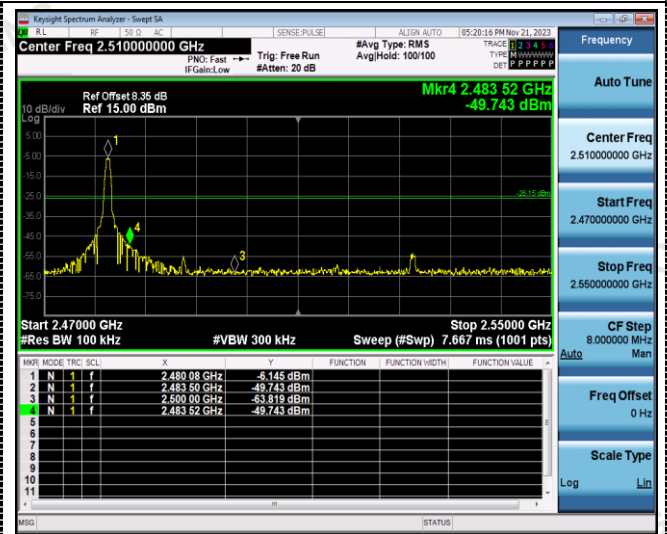 Keysight Spectrum Analyzer - Swept SA
RL RF 50 Ω AC SENSE:PULSE ALIGN AUTO 05:20:16 PM Nov 21, 2023
Center Freq 2.510000000 GHz #Avg Type: RMS TRACE 1 2 3 4 5 6
PNO: Fast Trig: Free Run Avg|Hold: 100/100 TYPE M WWWWW
IFGain:Low #Atten: 20 dB DET P P P P P P
Mkr4 2.483 52 GHz
-49.743 dBm
Ref Offset 8.35 dB
10 dB/div Ref 15.00 dBm
Log
5.00
-5.00
-15.0
-25.0
-35.0
-45.0
-55.0
-65.0
-75.0
1
4
3
-26.15 dBm
Start 2.47000 GHz Stop 2.55000 GHz
#Res BW 100 kHz #VBW 300 kHz Sweep (#Swp) 7.667 ms (1001 pts)
MKR MODE TRC SCL X Y FUNCTION FUNCTION WIDTH FUNCTION VALUE
1 N 1 f 2.480 08 GHz -6.145 dBm
2 N 1 f 2.483 50 GHz -49.743 dBm
3 N 1 f 2.500 00 GHz -63.819 dBm
4 N 1 f 2.483 52 GHz -49.743 dBm
5
6
7
8
9
10
11
MSG STATUS
Frequency
Auto Tune
Center Freq
2.510000000 GHz
Start Freq
2.470000000 GHz
Stop Freq
2.550000000 GHz
CF Step
8.000000 MHz
Auto Man
Freq Offset
0 Hz
Scale Type
Log Lin